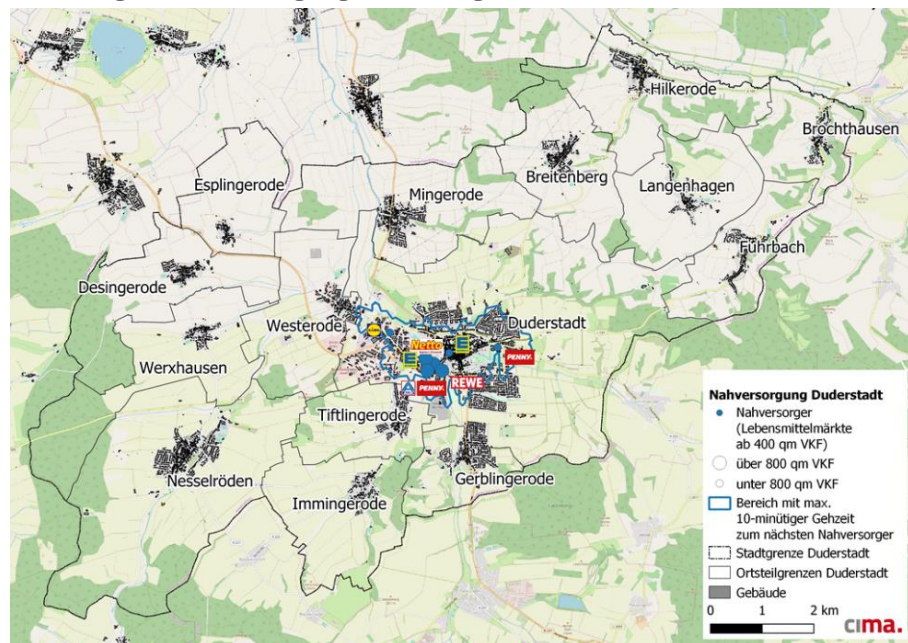 Hilkerode
Brochthausen
Breitenberg
Langenhagen
Esplingerode
Mingerode
Fuhrbach
Desingerode
Westerode
Duderstadt
Netto
E
E
PENNY.
Werxhausen
PENNY.
REWE
Tiftlingerode
Nesselröden
Gerblingerode
Immingerode
Nahversorgung Duderstadt
Nahversorger
(Lebensmittelmärkte
ab 400 qm VKF)
über 800 qm VKF
unter 800 qm VKF
Bereich mit max.
10-minütiger Gehzeit
zum nächsten Nahversorger
Stadtgrenze Duderstadt
Ortsteilgrenzen Duderstadt
Gebäude
0 1 2 km
cima.